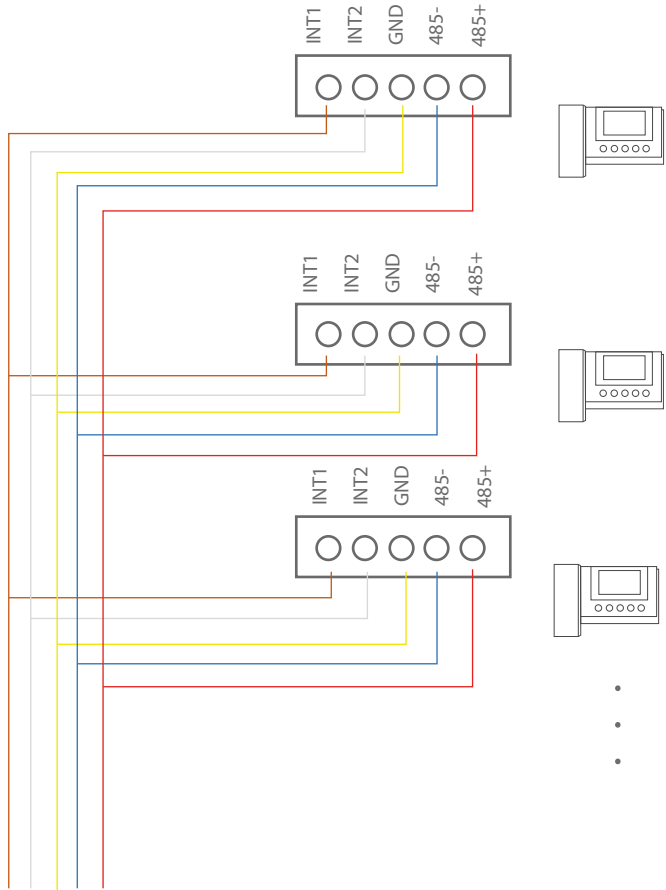 INT1
INT2
GND
485-
485+
INT1
INT2
GND
485-
485+
INT1
INT2
GND
485-
485+